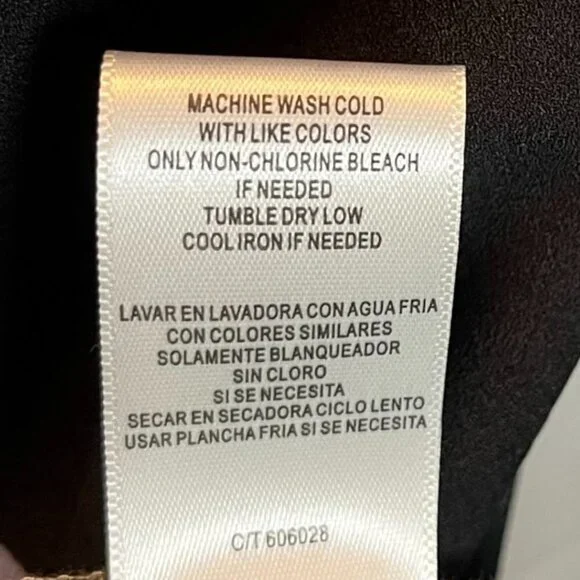 MACHINE WASH COLD
WITH LIKE COLORS
ONLY NON-CHLORINE BLEACH
IF NEEDED
TUMBLE DRY LOW
COOL IRON IF NEEDED
LAVAR EN LAVADORA CON AGUA FRIA
CON COLORES SIMILARES
SOLAMENTE BLANQUEADOR
SIN CLORO
SI SE NECESITA
SECAR EN SECADORA CICLO LENTO
USAR PLANCHA FRIA SI SE NECESITA
C/T 606028